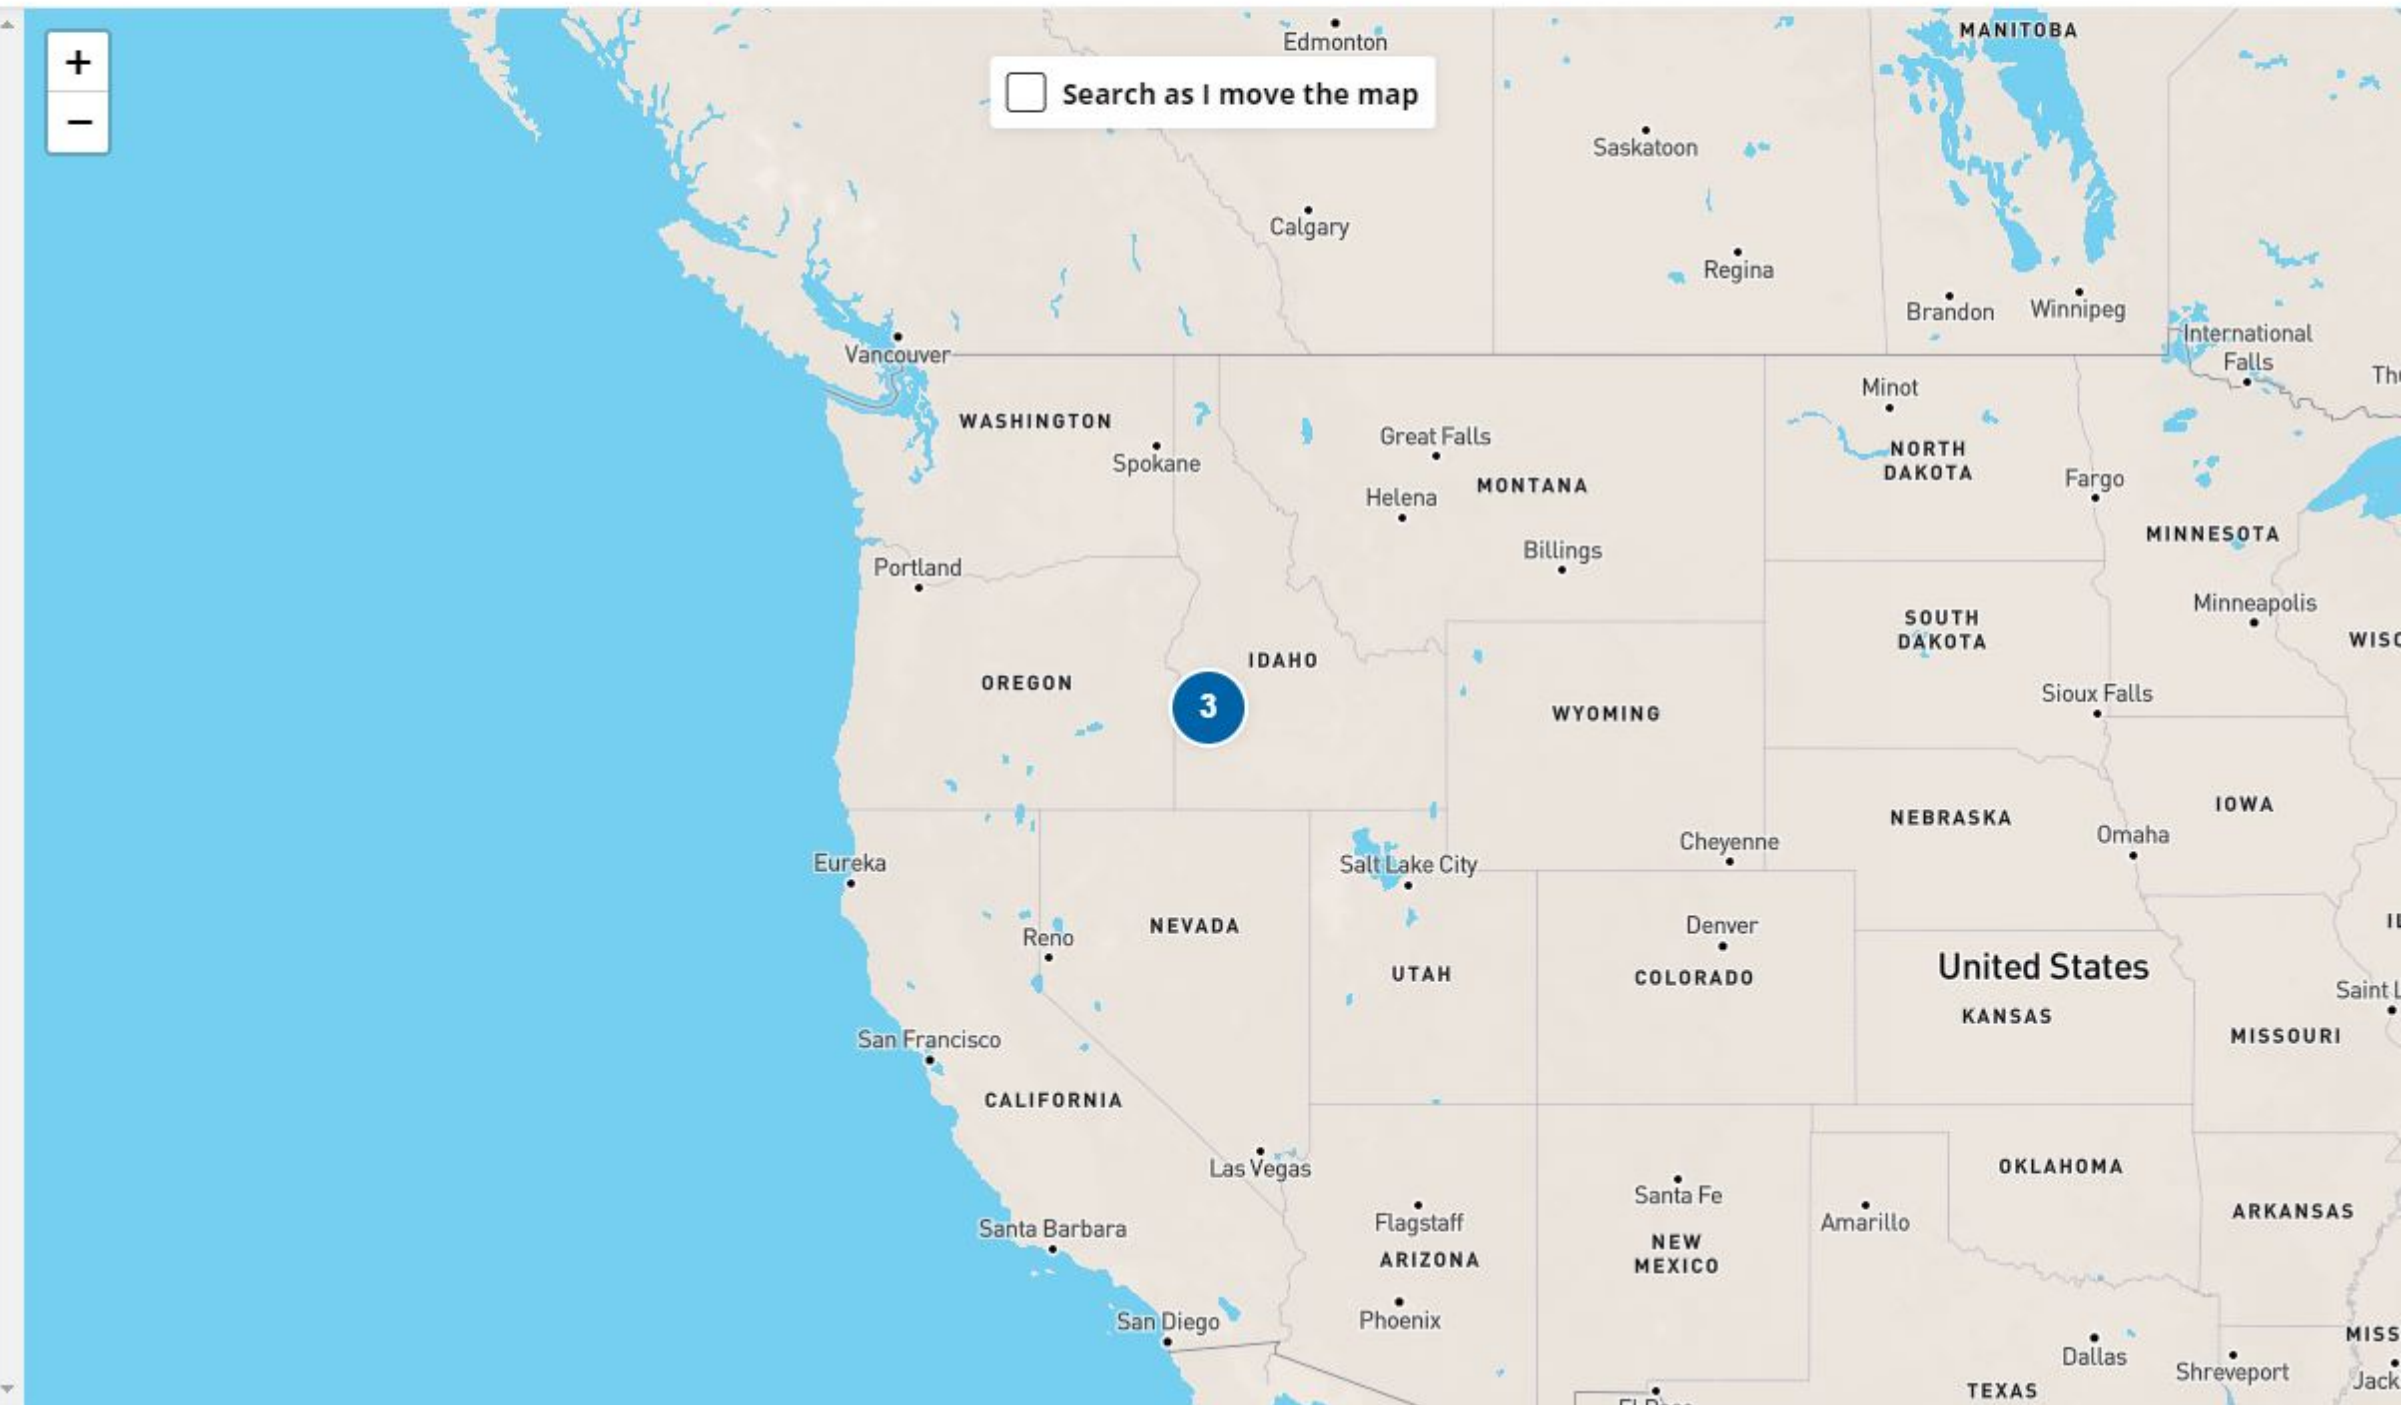 MANITOBA
Edmonton
+
−
Search as I move the map
Saskatoon
Calgary
Regina
Brandon
Winnipeg
International
Falls
Vancouver
Minot
WASHINGTON
Spokane
Great Falls
NORTH
DAKOTA
Helena
MONTANA
Fargo
MINNESOTA
Billings
Portland
Minneapolis
SOUTH
DAKOTA
IDAHO
OREGON
Sioux Falls
3
WYOMING
IOWA
NEBRASKA
Omaha
Cheyenne
Eureka
Salt Lake City
NEVADA
Denver
Reno
United States
UTAH
COLORADO
KANSAS
MISSOURI
San Francisco
CALIFORNIA
Las Vegas
OKLAHOMA
Santa Fe
ARKANSAS
Flagstaff
Amarillo
Santa Barbara
NEW
MEXICO
ARIZONA
Phoenix
San Diego
Dallas
Shreveport
TEXAS